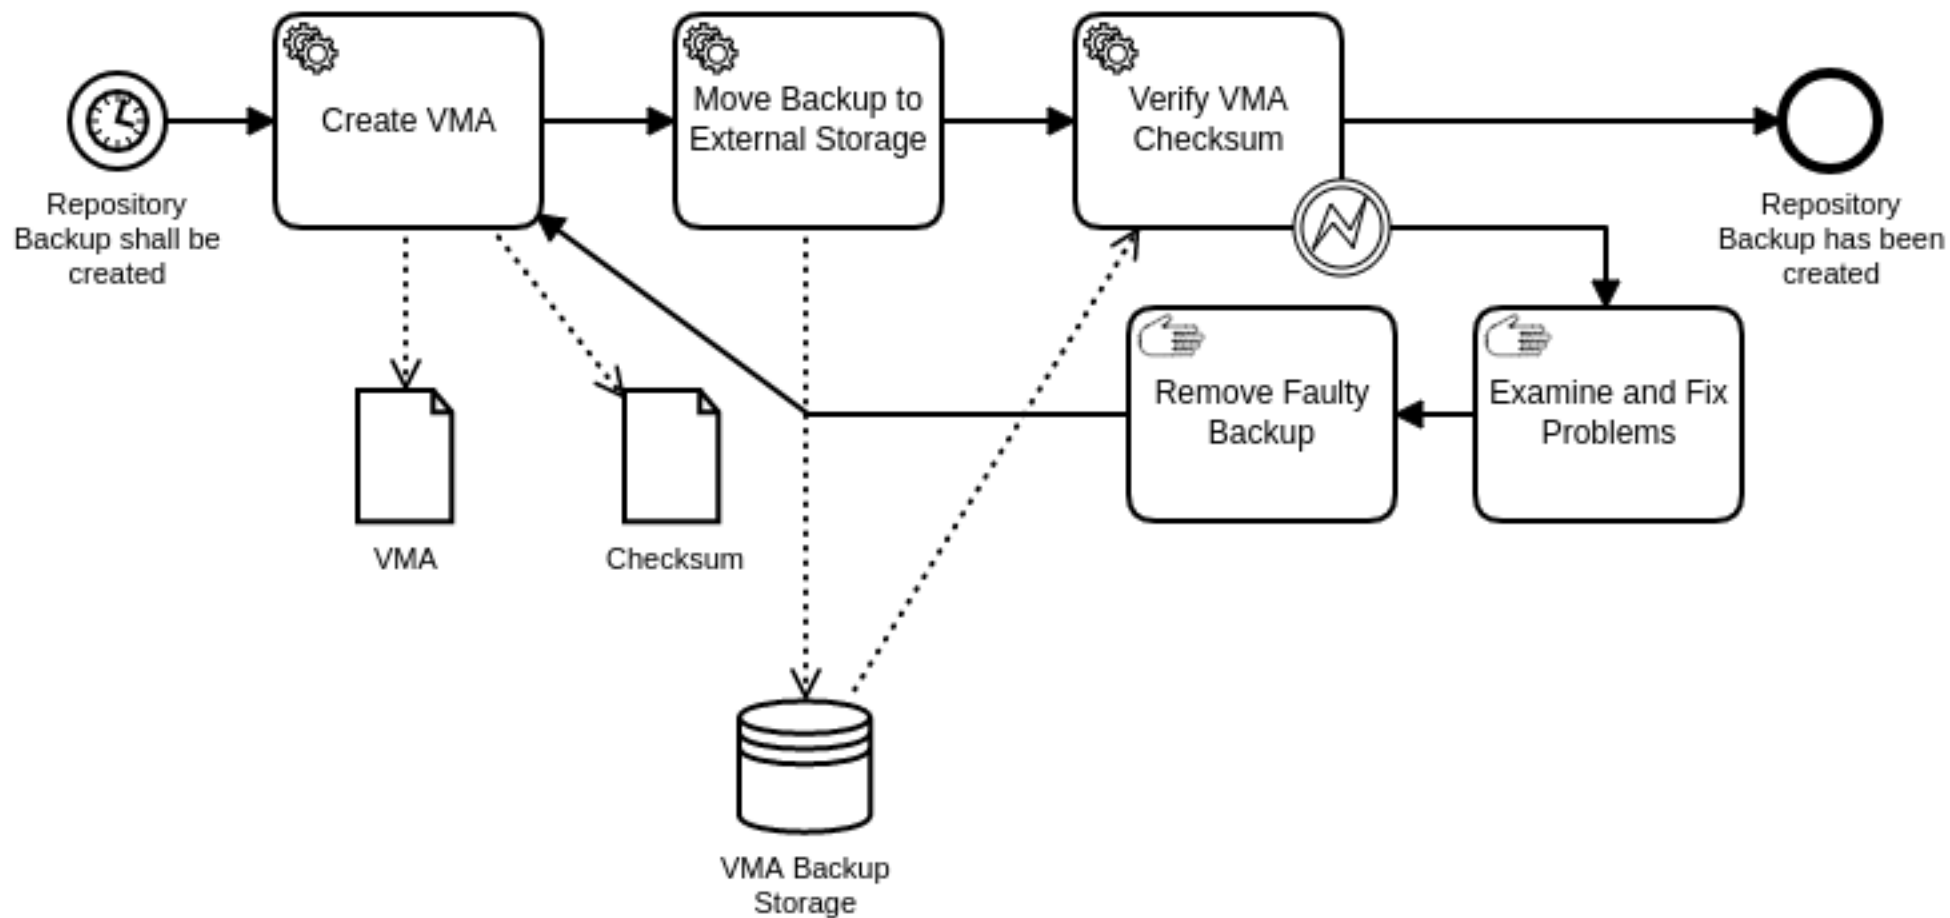 Create VMA
Move Backup to
External Storage
Verify VMA
Checksum
Repository
Backup shall be
created
Repository
Backup has been
created
Remove Faulty
Backup
Examine and Fix
Problems
VMA
Checksum
VMA Backup
Storage